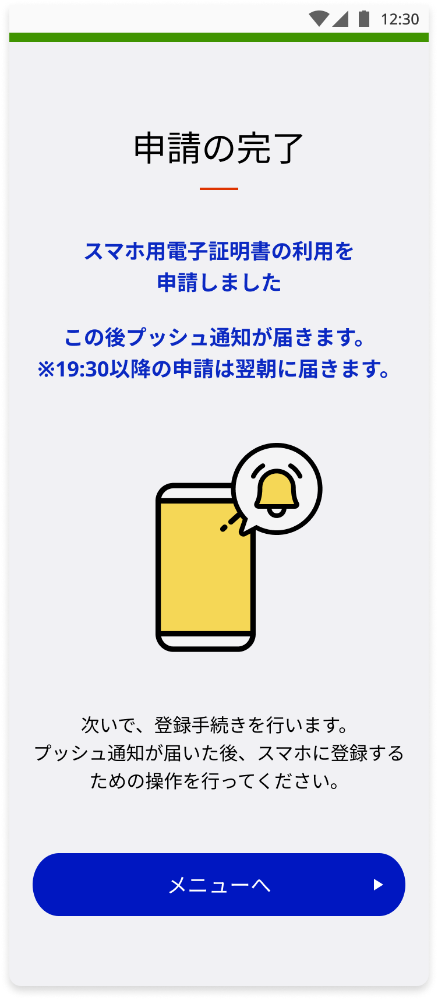 12:30
申請の完了
スマホ用電子証明書の利用を
申請しました
この後プッシュ通知が届きます。
※19:30以降の申請は翌朝に届きます。
次いで、登録手続きを行います。
プッシュ通知が届いた後、スマホに登録する
ための操作を行ってください。
メニューへ